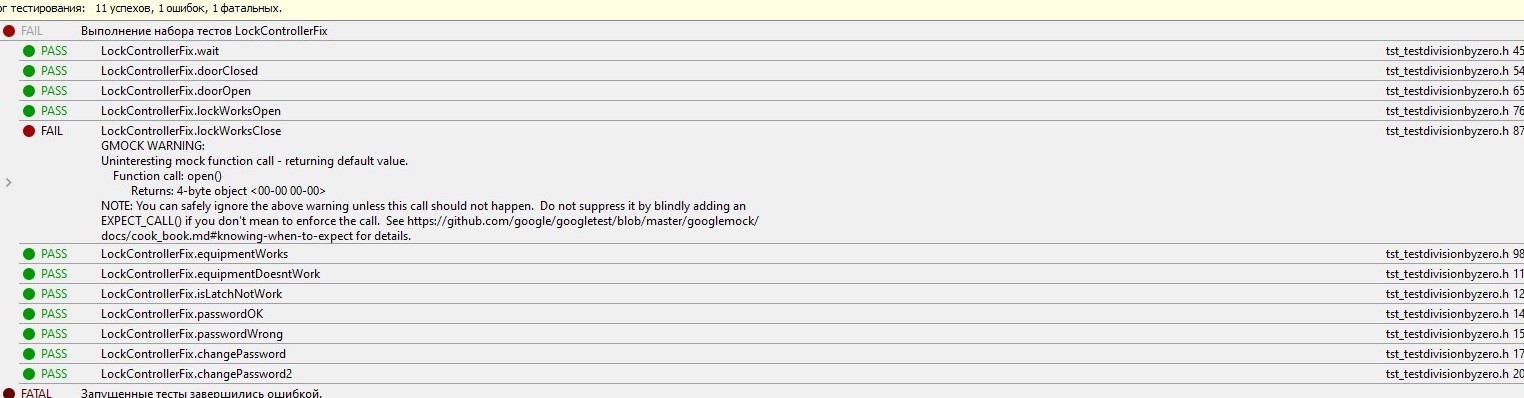 ог тестирования: 11 успехов, 1 ошибок, 1 фатальных.
FAIL Выполнение набора тестов LockControllerFix
PASS LockControllerFix.wait tst_testdivisionbyzero.h 45
PASS LockControllerFix.doorClosed tst_testdivisionbyzero.h 54
PASS LockControllerFix.doorOpen tst_testdivisionbyzero.h 65
PASS LockControllerFix.lockWorksOpen tst_testdivisionbyzero.h 76
FAIL LockControllerFix.lockWorksClose tst_testdivisionbyzero.h 87
GMOCK WARNING:
Uninteresting mock function call - returning default value.
Function call: open()
Returns: 4-byte object <00-00 00-00>
NOTE: You can safely ignore the above warning unless this call should not happen. Do not suppress it by blindly adding an
EXPECT_CALL() if you don't mean to enforce the call. See https://github.com/google/googletest/blob/master/googlemock/
docs/cook_book.md#knowing-when-to-expect for details.
PASS LockControllerFix.equipmentWorks tst_testdivisionbyzero.h 98
PASS LockControllerFix.equipmentDoesntWork tst_testdivisionbyzero.h 11
PASS LockControllerFix.isLatchNotWork tst_testdivisionbyzero.h 12
PASS LockControllerFix.passwordOK tst_testdivisionbyzero.h 14
PASS LockControllerFix.passwordWrong tst_testdivisionbyzero.h 15
PASS LockControllerFix.changePassword tst_testdivisionbyzero.h 17
PASS LockControllerFix.changePassword2 tst_testdivisionbyzero.h 20
FATAL Запущенные тесты завершились ошибкой.